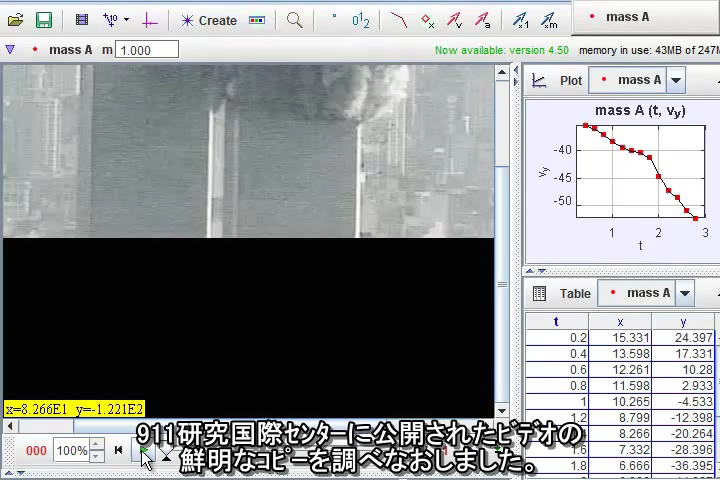 Create
mass A
mass A m 1.000
Now available: version 4.50 memory in use: 43MB of 247M
Plot mass A
mass A (t, vy)
-40
-45
-50
vy
1 2 3
t
Table mass A
t x y
0.2 15.331 24.397
0.4 13.598 17.331
0.6 12.261 10.28
0.8 11.598 2.933
1 10.265 -4.533
1.2 8.799 -12.398
8.266 -20.264
1.6 7.332 -28.396
1.8 6.666 -36.395
x=8.266E1 y=-1.221E2
000 100%
911研究国際センターに公開されたビデオの
鮮明なコピーを調べなおしました。